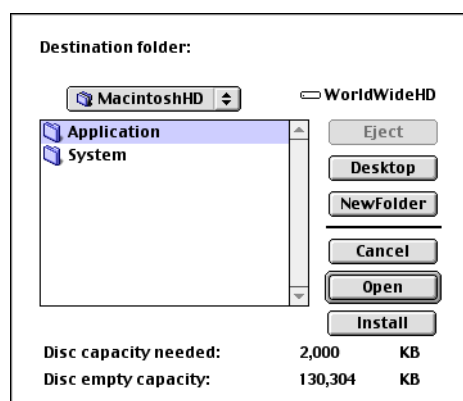 Destination folder:
MacintoshHD
WorldWideHD
Application
System
Eject
Desktop
NewFolder
Cancel
Open
Install
Disc capacity needed: 2,000 KB
Disc empty capacity: 130,304 KB